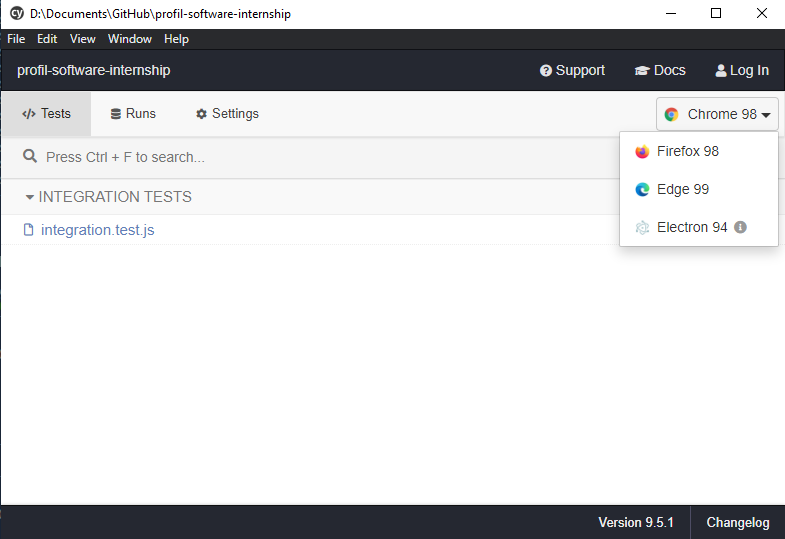 cy D:\Documents\GitHub\profil-software-internship
File Edit View Window Help
profil-software-internship Support Docs Log In
Tests Runs Settings Chrome 98
Press Ctrl + F to search...
Firefox 98
Edge 99
Electron 94
INTEGRATION TESTS
integration.test.js
Version 9.5.1 Changelog